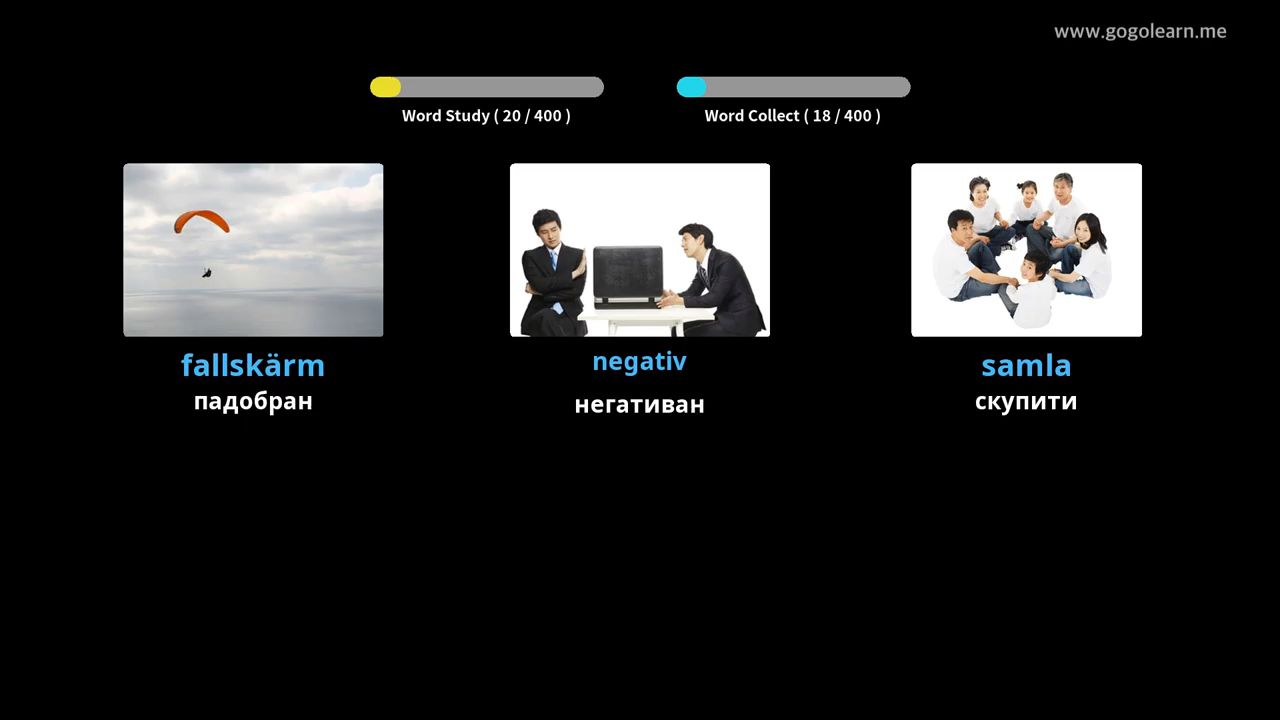 www.gogolearn.me
Word Study ( 20 / 400 )
Word Collect ( 18 / 400 )
fallskärm
падобран
negativ
негативан
samla
скупити